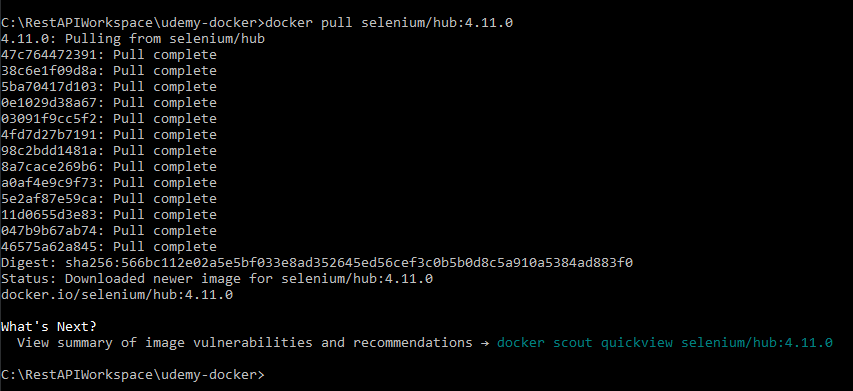 C:\RestAPIWorkspace\udemy-docker>docker pull selenium/hub:4.11.0
4.11.0: Pulling from selenium/hub
47c764472391: Pull complete
38c6e1f09d8a: Pull complete
5ba70417d103: Pull complete
0e1029d38a67: Pull complete
03091f9cc5f2: Pull complete
4fd7d27b7191: Pull complete
98c2bdd1481a: Pull complete
8a7cace269b6: Pull complete
a0af4e9c9f73: Pull complete
5e2af87e59ca: Pull complete
11d0655d3e83: Pull complete
047b9b67ab74: Pull complete
46575a62a845: Pull complete
Digest: sha256:566bc112e02a5e5bf033e8ad352645ed56cef3c0b5b0d8c5a910a5384ad883f0
Status: Downloaded newer image for selenium/hub:4.11.0
docker.io/selenium/hub:4.11.0
What's Next?
View summary of image vulnerabilities and recommendations → docker scout quickview selenium/hub:4.11.0
C:\RestAPIWorkspace\udemy-docker>